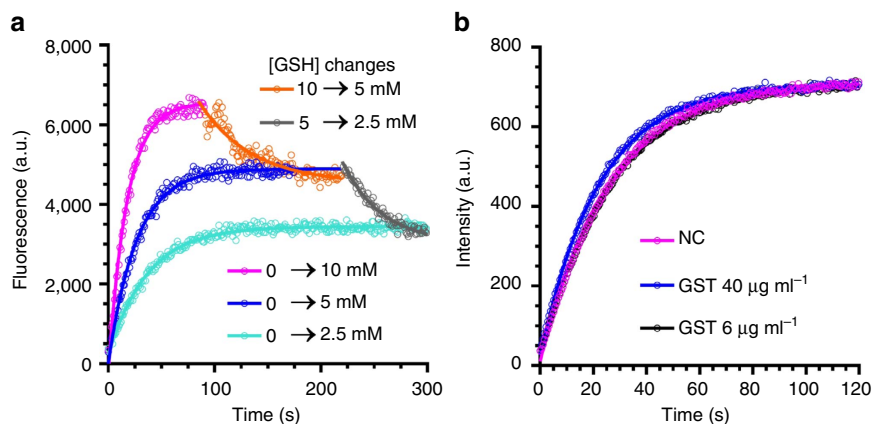 a
8,000
6,000
4,000
2,000
0
Fluorescence (a.u.)
[GSH] changes
10 → 5 mM
5 → 2.5 mM
0 → 10 mM
0 → 5 mM
0 → 2.5 mM
0 100 200 300
Time (s)
b
800
600
400
200
0
Intensity (a.u.)
NC
GST 40 μg ml⁻¹
GST 6 μg ml⁻¹
0 20 40 60 80 100 120
Time (s)